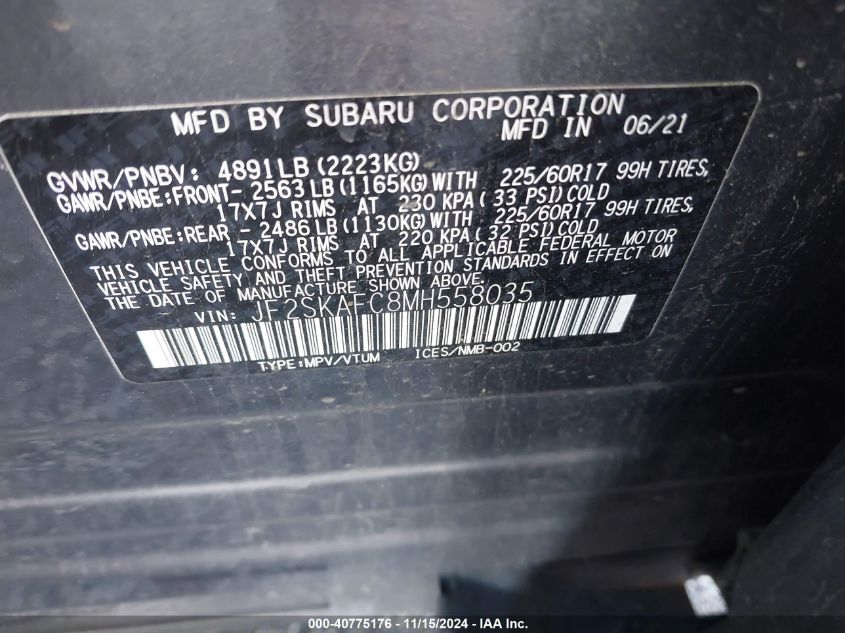 MFD BY SUBARU CORPORATION
MFD IN 06/21
GVWR/PNBV: 4891LB(2223KG)
GAWR/PNBE:FRONT- 2563LB(1165KG)WITH 225/60R17 99H TIRES,
17X7J RIMS AT 230 KPA(33 PSI)COLD
GAWR/PNBE:REAR - 2486LB(1130KG)WITH 225/60R17 99H TIRES,
17X7J RIMS AT 220 KPA(32 PSI)COLD
THIS VEHICLE CONFORMS TO ALL APPLICABLE FEDERAL MOTOR
VEHICLE SAFETY AND THEFT PREVENTION STANDARDS IN EFFECT ON
THE DATE OF MANUFACTURE SHOWN ABOVE.
VIN: JF2SKAFC8MH558035
TYPE:MPV/VTUM ICES/NMB-002
000-40775176 - 11/15/2024 - IAA Inc.